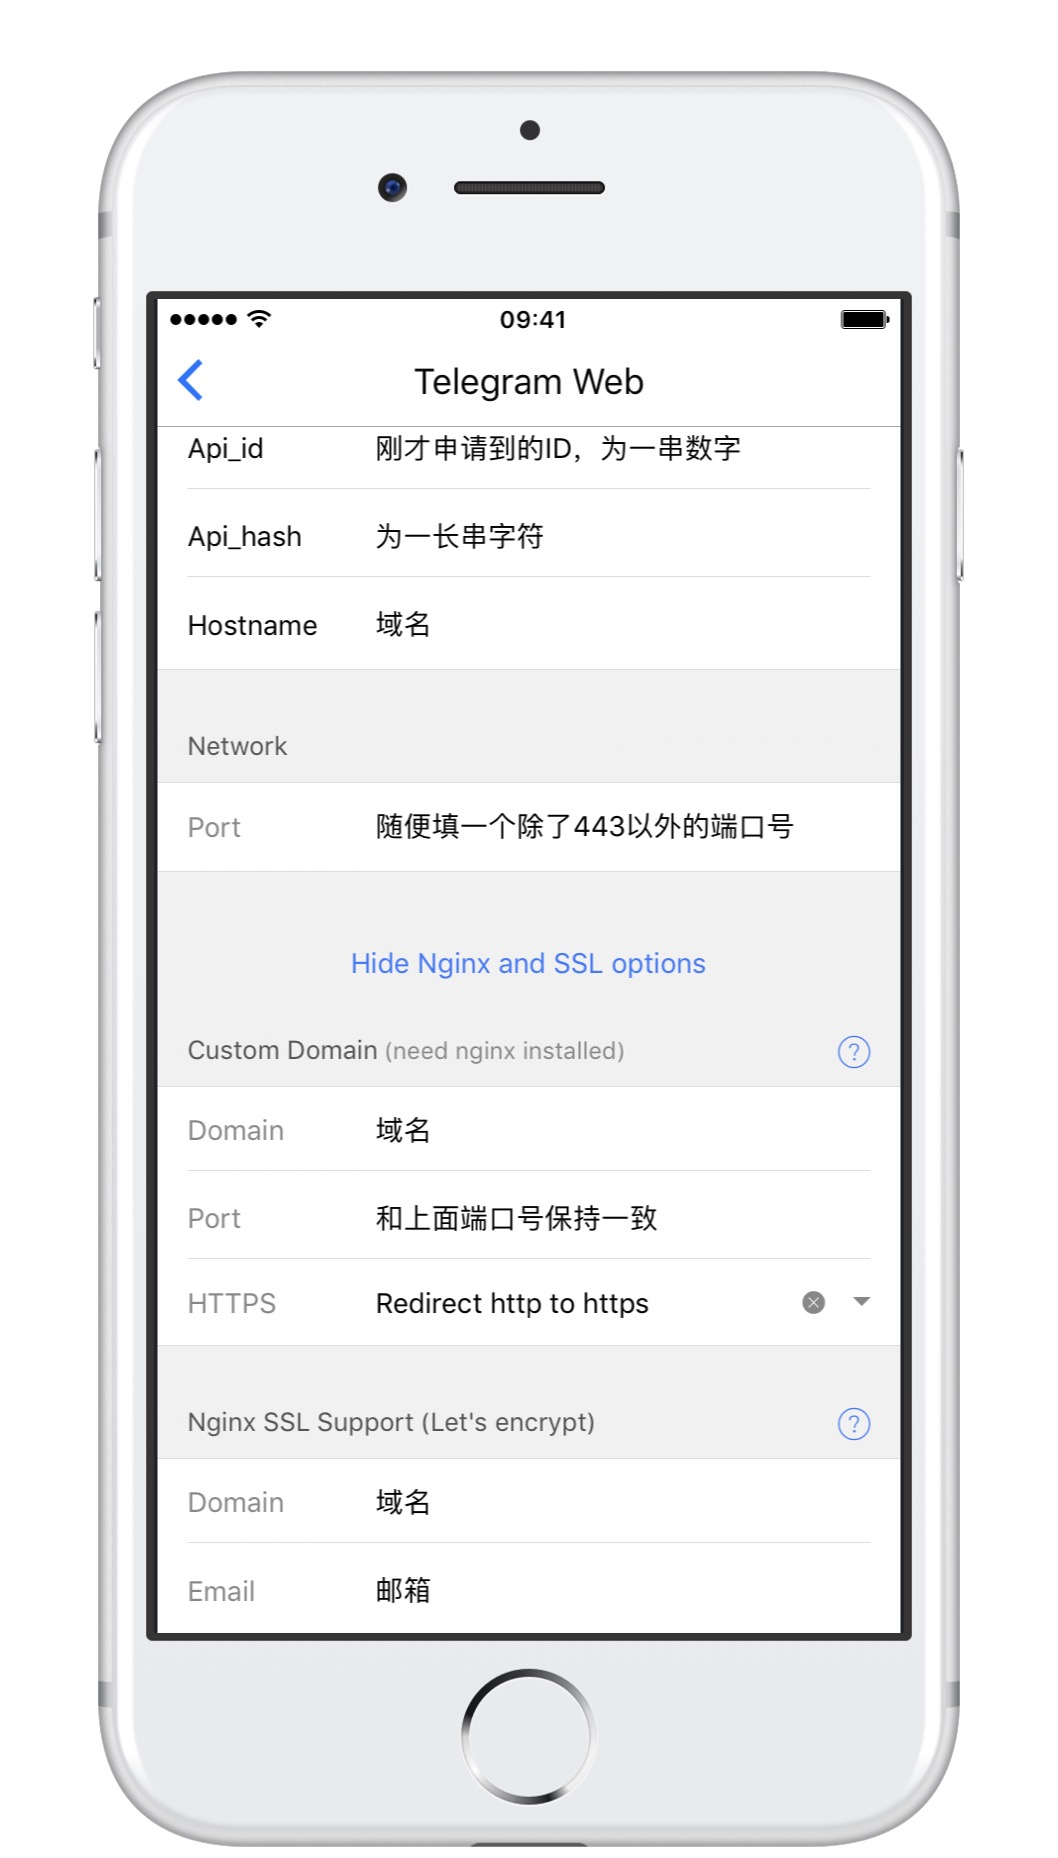 09:41
Telegram Web
Api_id 刚才申请到的ID，为一串数字
Api_hash 为一长串字符
Hostname 域名
Network
Port 随便填一个除了443以外的端口号
Hide Nginx and SSL options
Custom Domain (need nginx installed) ?
Domain 域名
Port 和上面端口号保持一致
HTTPS Redirect http to https
Nginx SSL Support (Let's encrypt) ?
Domain 域名
Email 邮箱